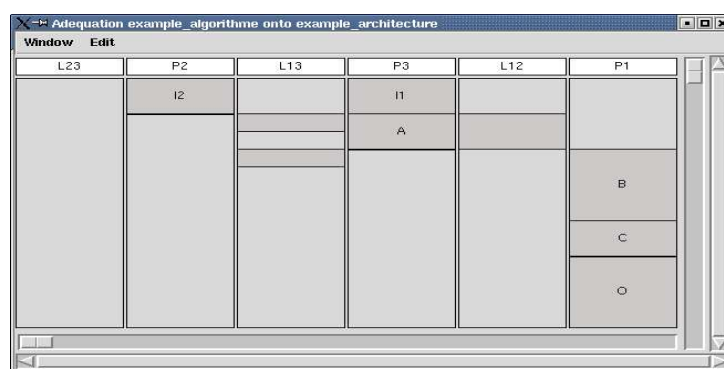 Adequation example_algorithme onto example_architecture
Window Edit
L23 P2 L13 P3 L12 P1
I2 I1
A
B
C
O